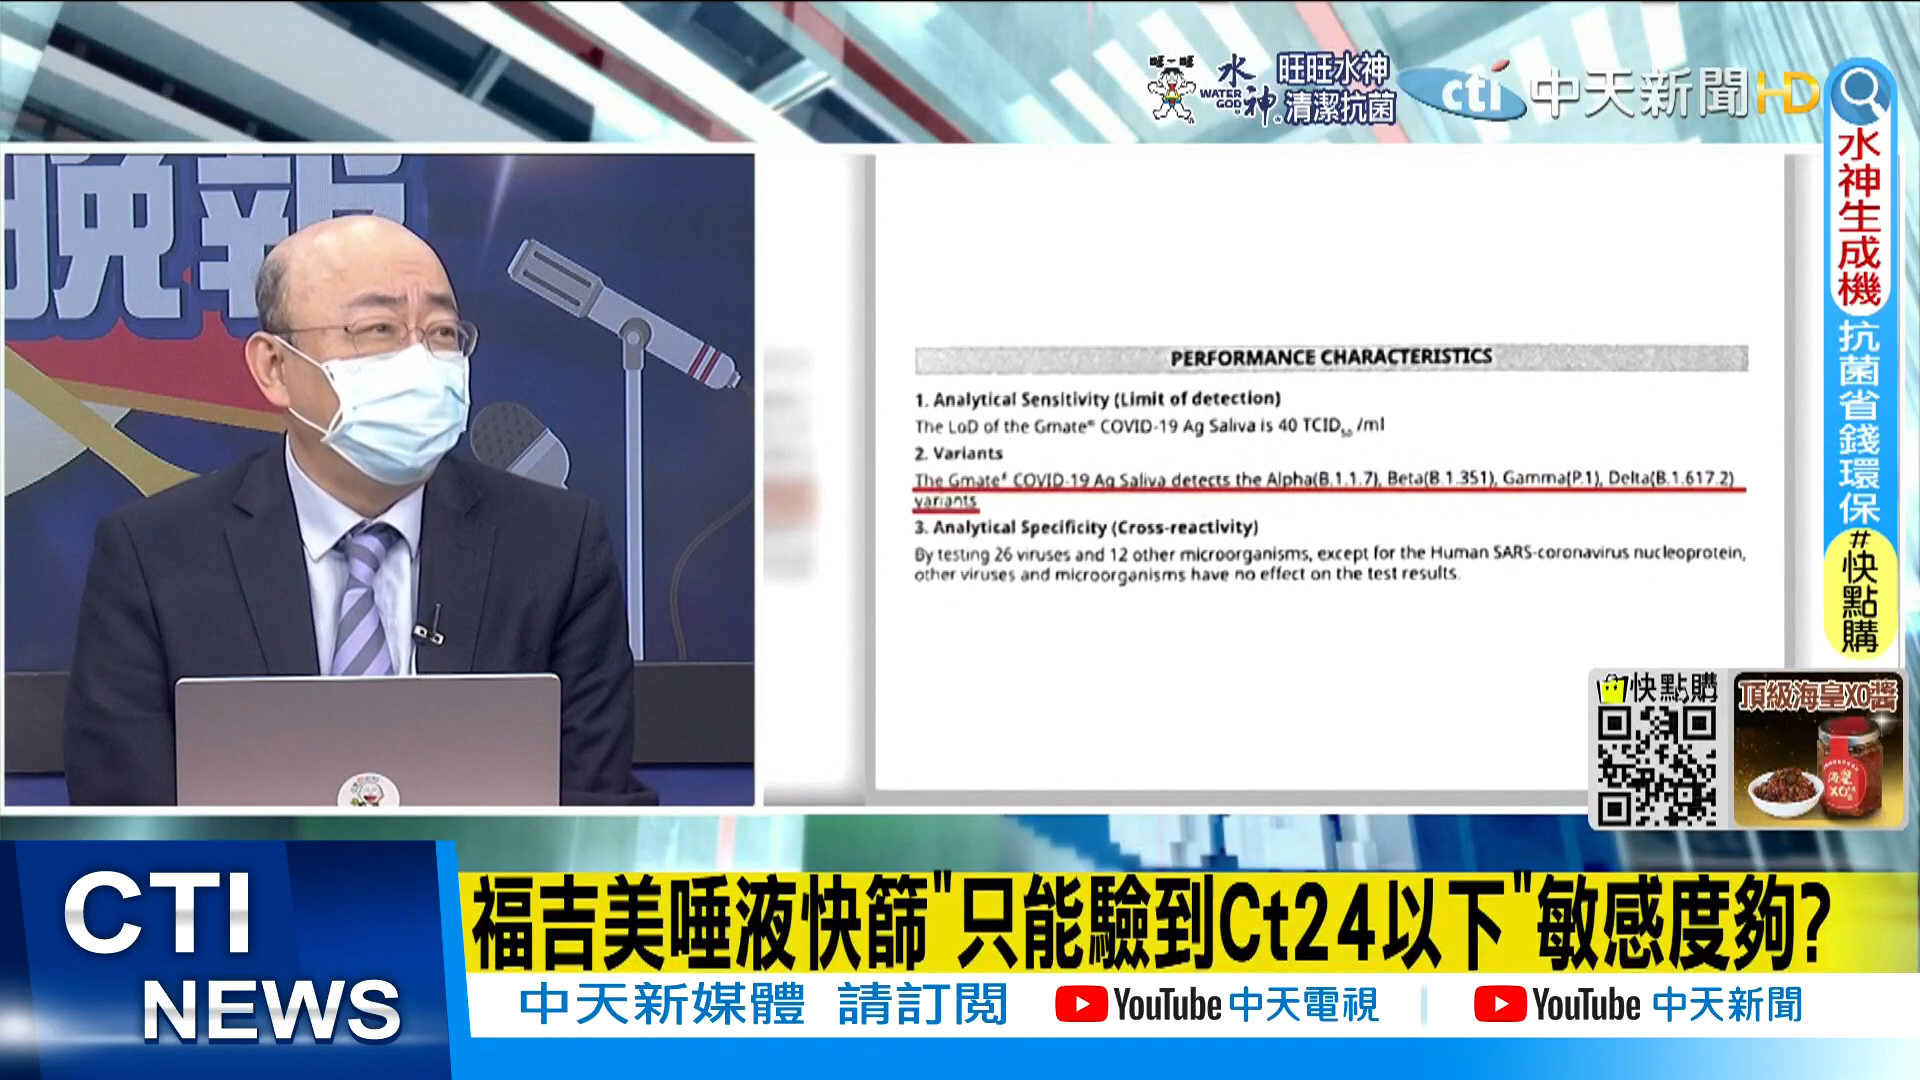 旺旺
水神
WATER GOD
旺旺水神
清潔抗菌
cti 中天新聞HD
水神生成機
抗菌省錢環保
#快點購
晚報
PERFORMANCE CHARACTERISTICS
1. Analytical Sensitivity (Limit of detection)
The LoD of the Gmate® COVID-19 Ag Saliva is 40 TCID₅₀ /ml
2. Variants
The Gmate® COVID-19 Ag Saliva detects the Alpha(B.1.1.7), Beta(B.1.351), Gamma(P.1), Delta(B.1.617.2)
variants
3. Analytical Specificity (Cross-reactivity)
By testing 26 viruses and 12 other microorganisms, except for the Human SARS-coronavirus nucleoprotein,
other viruses and microorganisms have no effect on the test results.
快點購
頂級海皇XO醬
CTI
NEWS
福吉美唾液快篩"只能驗到Ct24以下"敏感度夠?
中天新媒體 請訂閱 YouTube 中天電視 | YouTube 中天新聞